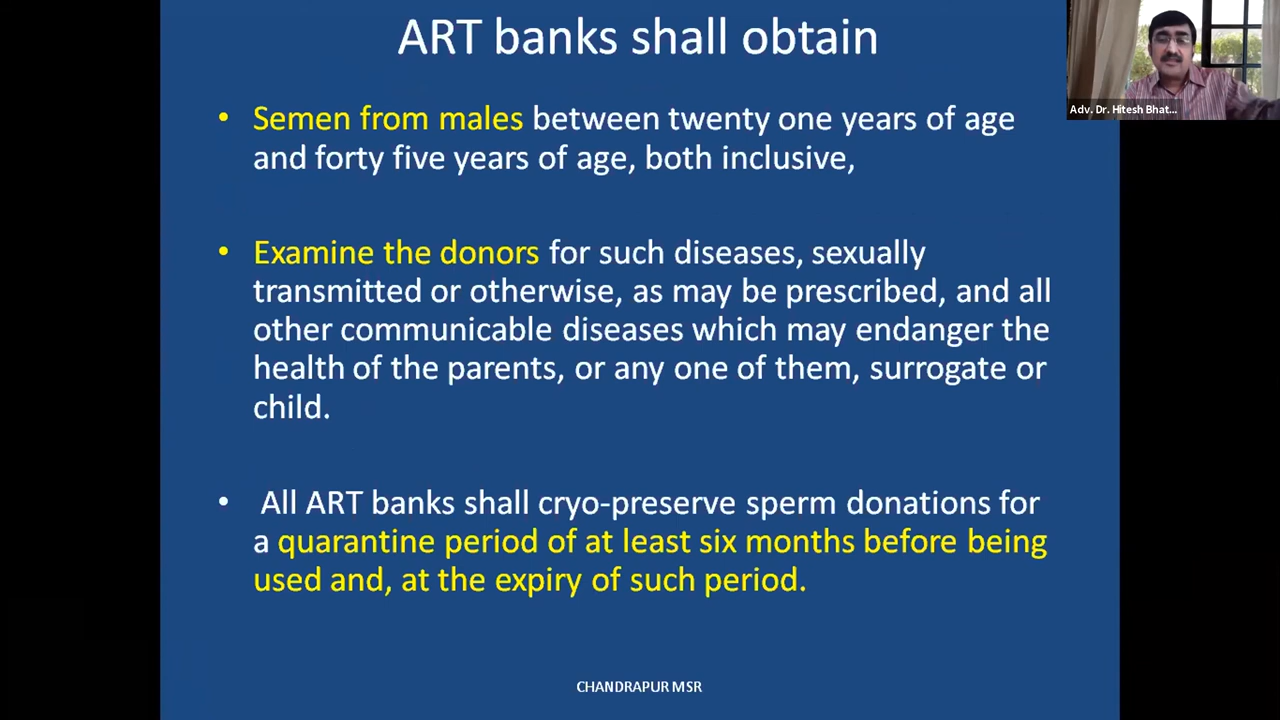 ART banks shall obtain
Adv. Dr. Hitesh Bhat...
• Semen from males between twenty one years of age
and forty five years of age, both inclusive,
• Examine the donors for such diseases, sexually
transmitted or otherwise, as may be prescribed, and all
other communicable diseases which may endanger the
health of the parents, or any one of them, surrogate or
child.
• All ART banks shall cryo-preserve sperm donations for
a quarantine period of at least six months before being
used and, at the expiry of such period.
CHANDRAPUR MSR